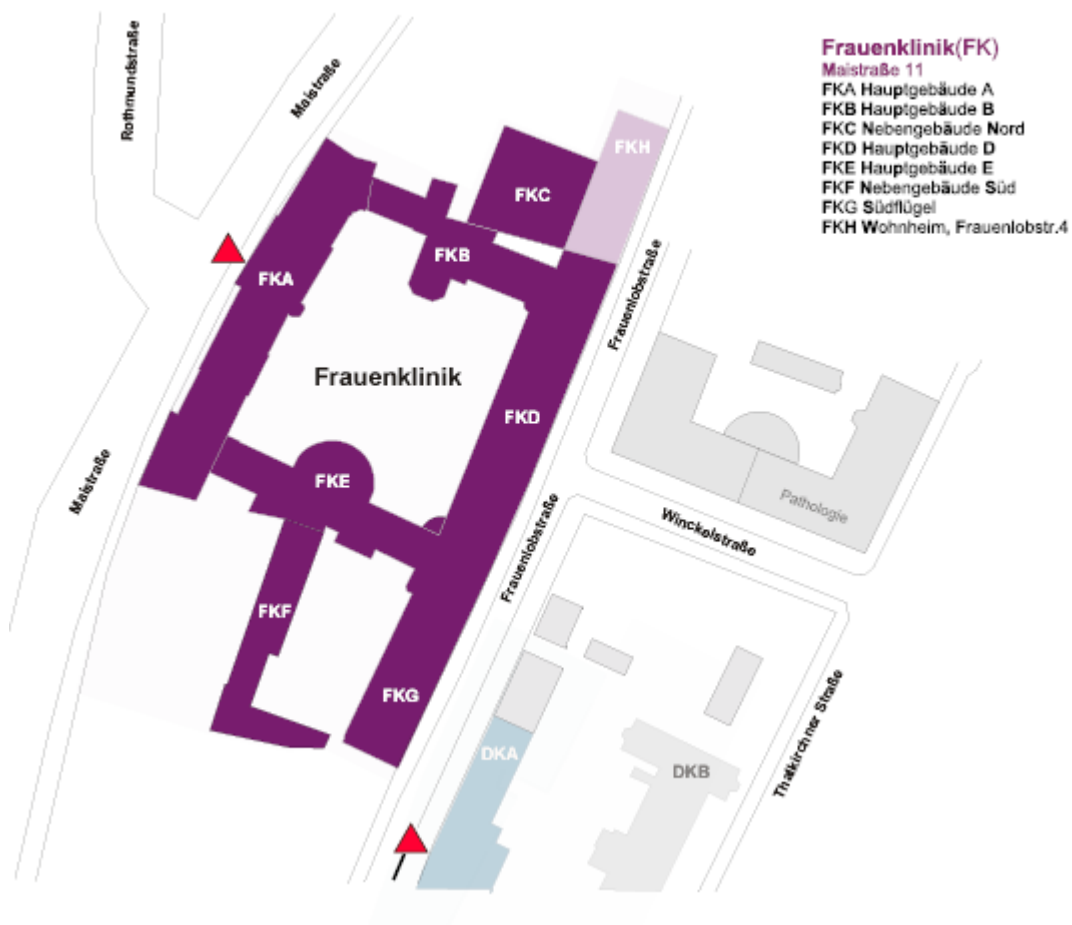 Frauenklinik(FK)
Maistraße 11
FKA Hauptgebäude A
FKB Hauptgebäude B
FKC Nebengebäude Nord
FKD Hauptgebäude D
FKE Hauptgebäude E
FKF Nebengebäude Süd
FKG Südflügel
FKH Wohnheim, Frauenlobstr.4
Rothmundstraße
Maistraße
FKH
FKC
FKB
FKA
Frauenlobstraße
Frauenklinik
FKD
FKE
Maistraße
Pathologie
Winckelstraße
Frauenlobstraße
FKF
FKG
DKA
DKB
Thalkirchner Straße